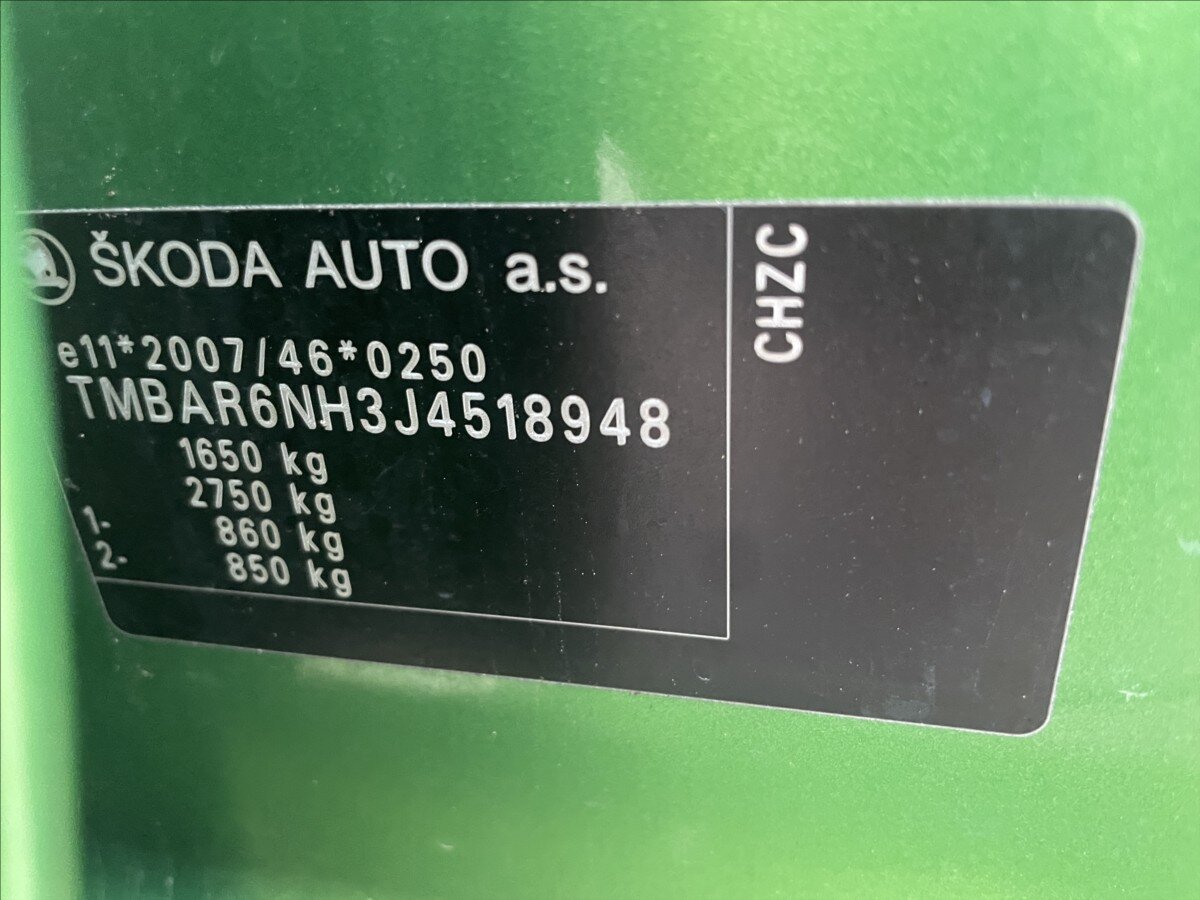 ŠKODA AUTO a.s.
e11*2007/46*0250
TMBAR6NH3J4518948
1650 kg
2750 kg
1- 860 kg
2- 850 kg
CHZC